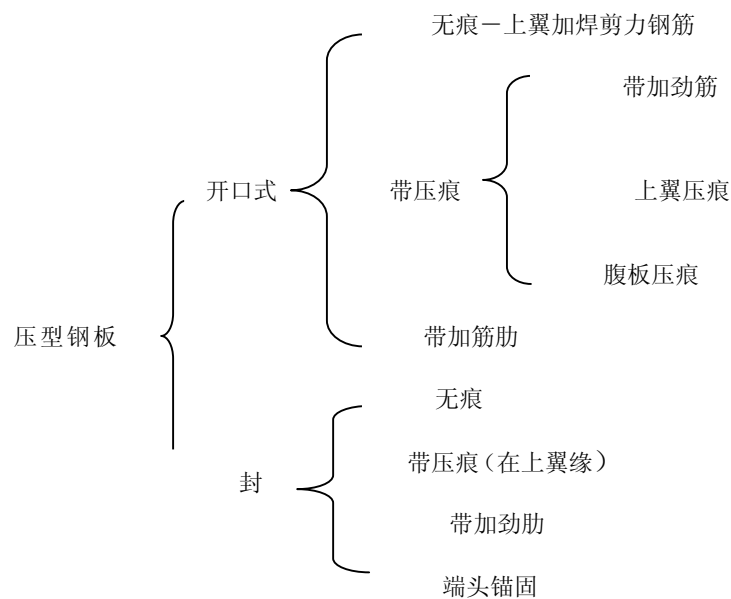 无痕－上翼加焊剪力钢筋
带加劲筋
开口式
带压痕
上翼压痕
腹板压痕
压型钢板
带加筋肋
无痕
带压痕（在上翼缘）
封
带加劲肋
端头锚固